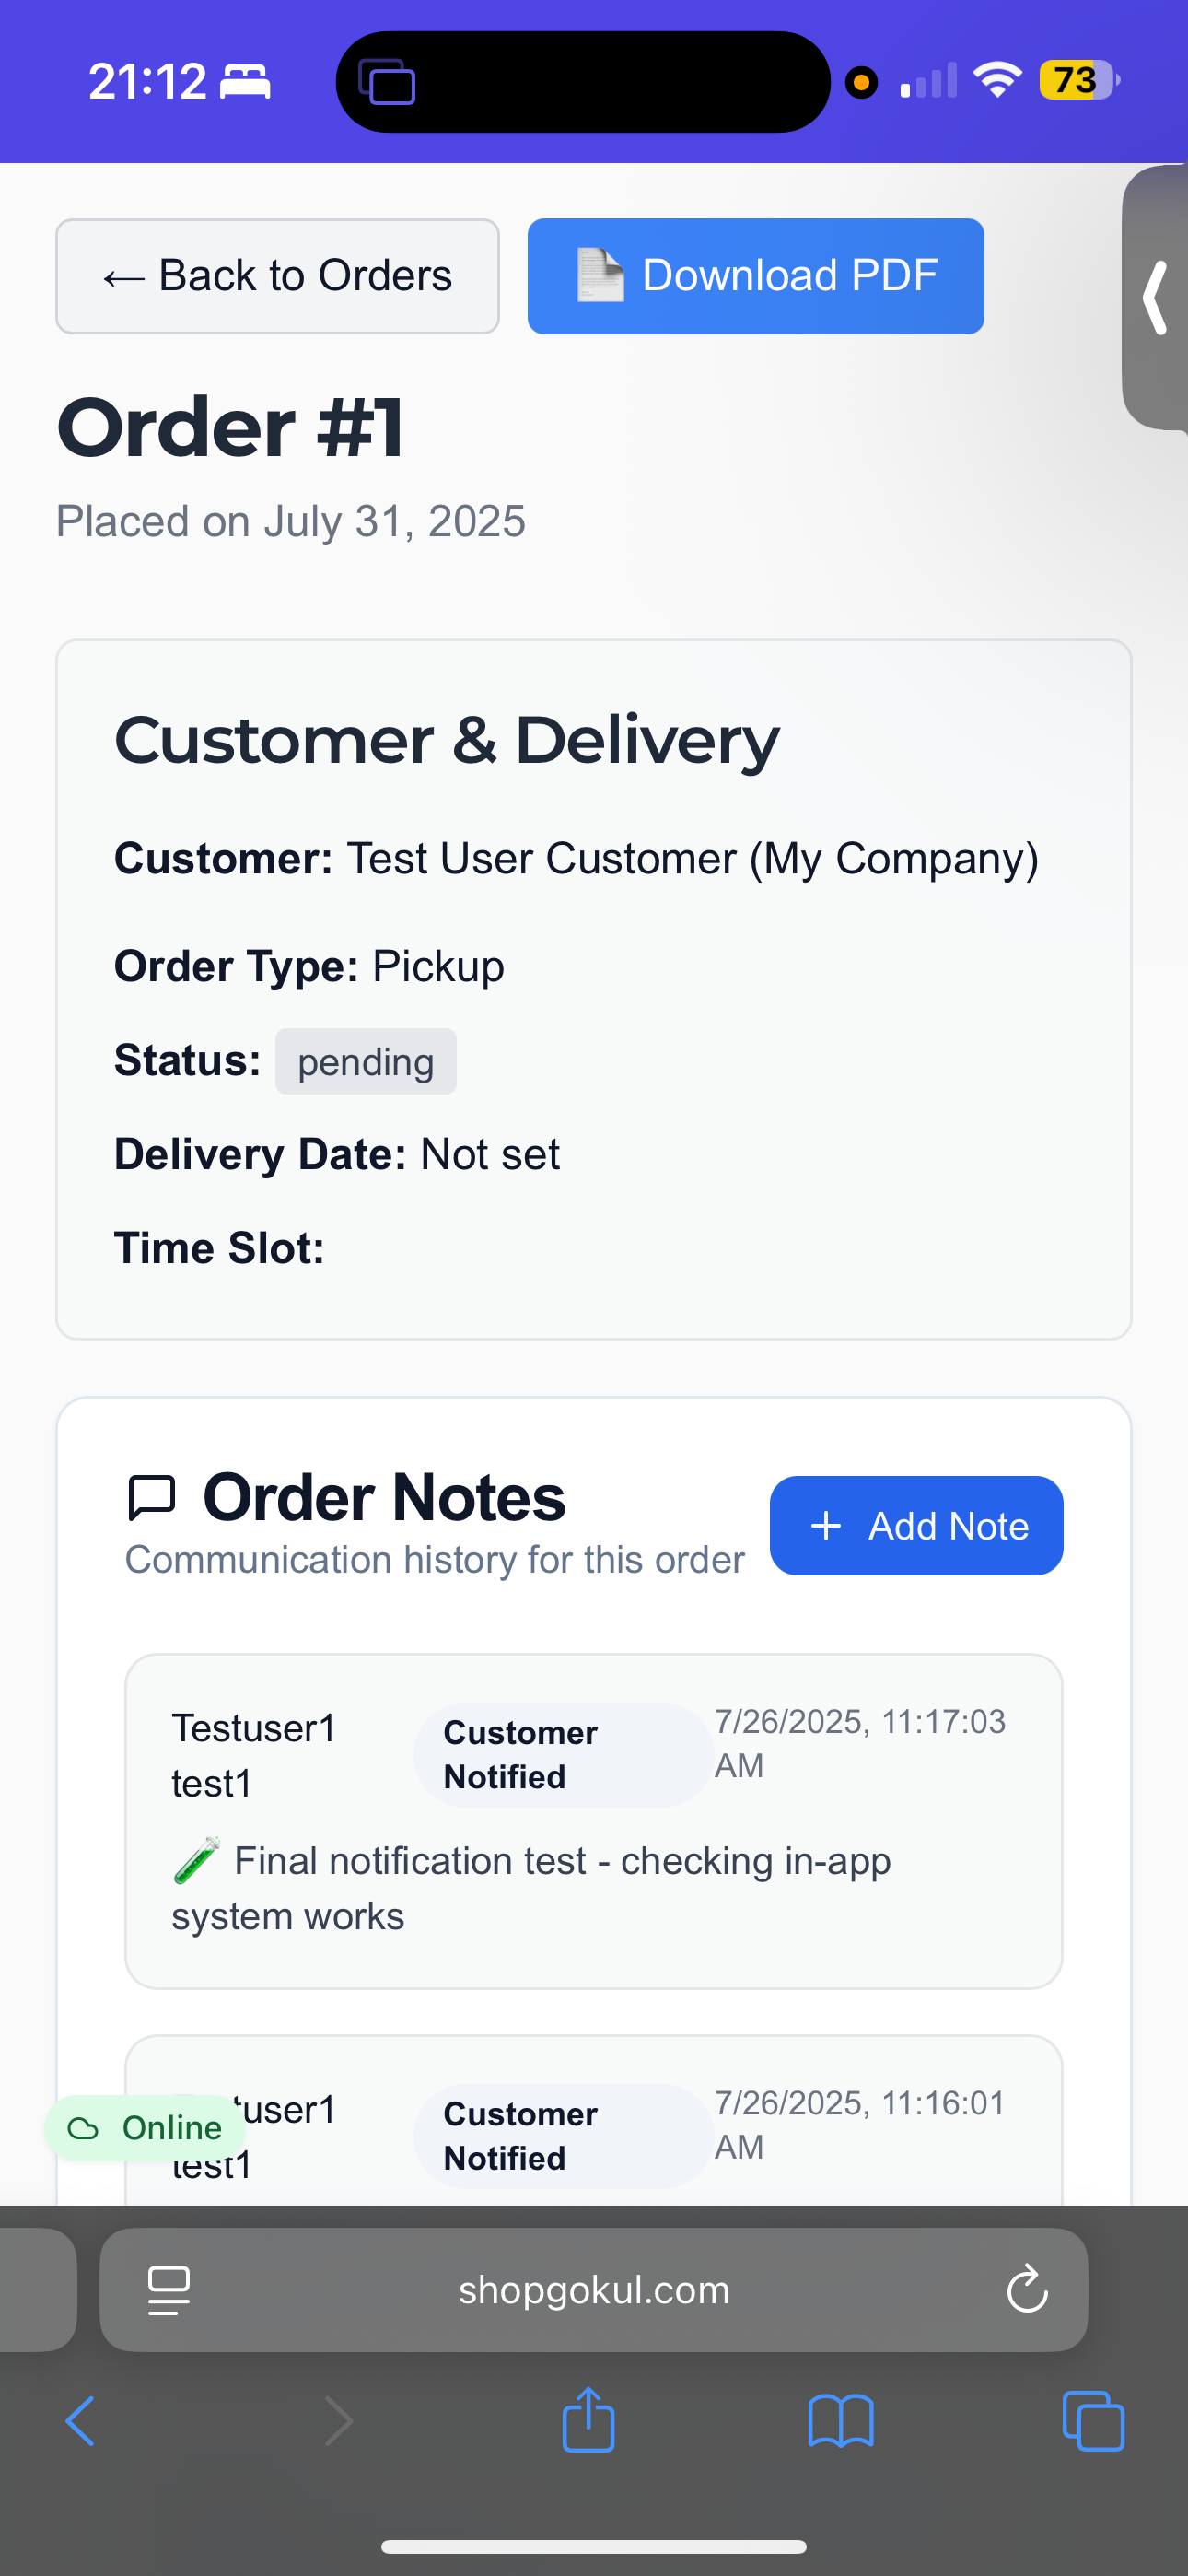 21:12
73
← Back to Orders
Download PDF
Order #1
Placed on July 31, 2025
Customer & Delivery
Customer: Test User Customer (My Company)
Order Type: Pickup
Status: pending
Delivery Date: Not set
Time Slot:
Order Notes
Communication history for this order
+ Add Note
Testuser1
test1
Customer
Notified
7/26/2025, 11:17:03
AM
Final notification test - checking in-app
system works
tuser1
test1
Customer
Notified
7/26/2025, 11:16:01
AM
Online
shopgokul.com